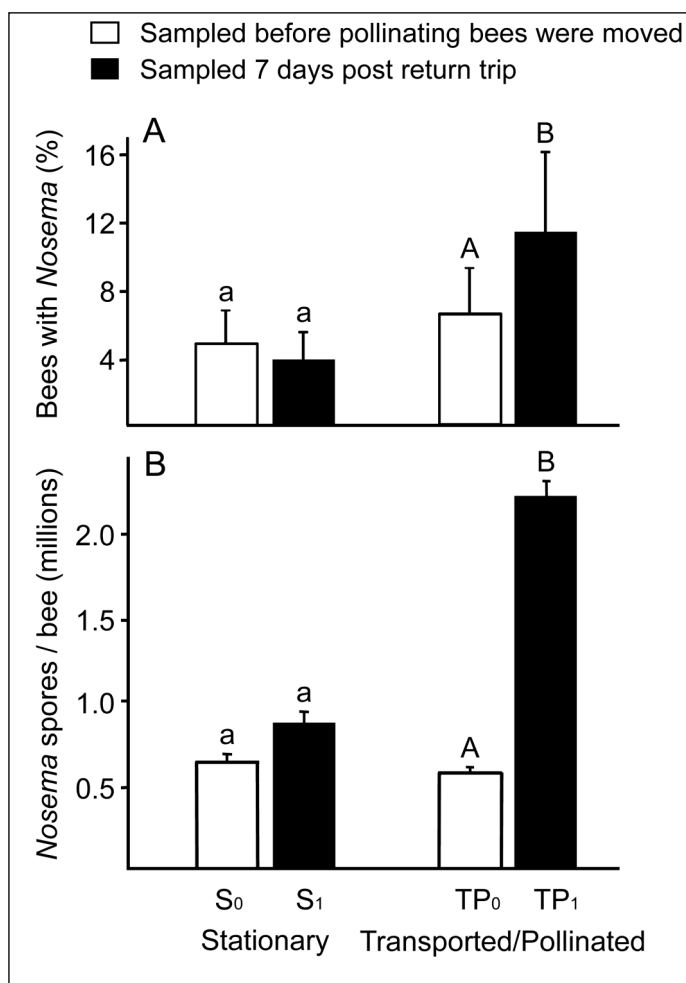 Sampled before pollinating bees were moved
Sampled 7 days post return trip
A
Bees with Nosema (%)
16
12
8
4
a
a
A
B
B
Nosema spores / bee (millions)
2.0
1.5
1.0
0.5
a
a
A
B
S0
S1
TP0
TP1
Stationary
Transported/Pollinated